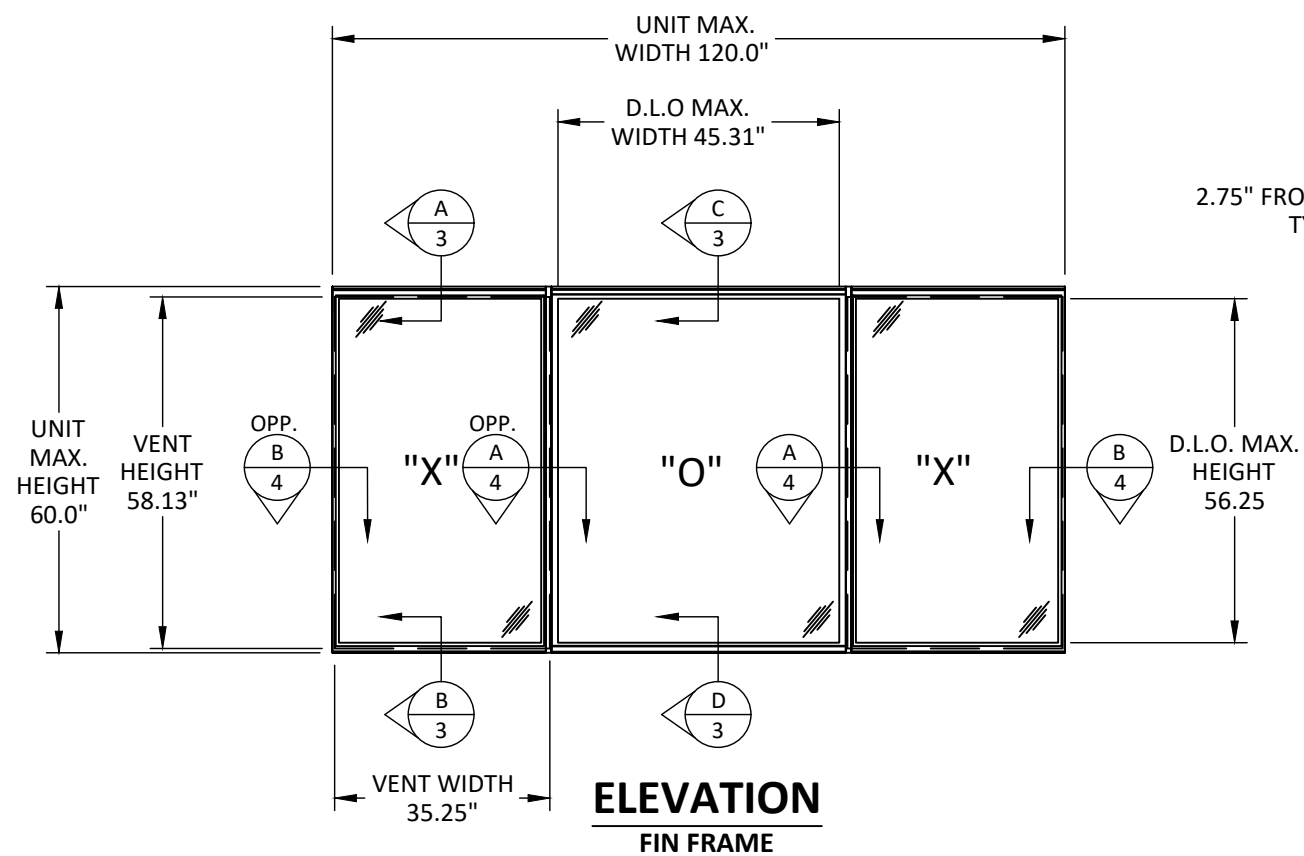 UNIT MAX.
WIDTH 120.0"
D.L.O MAX.
WIDTH 45.31"
2.75" FRO
A
3
C
3
UNIT
MAX.
HEIGHT
60.0"
VENT
HEIGHT
58.13"
OPP.
B
4
"X"
OPP.
A
4
"O"
A
4
"X"
B
4
D.L.O. MAX.
HEIGHT
56.25
B
3
D
3
VENT WIDTH
35.25"
ELEVATION
FIN FRAME